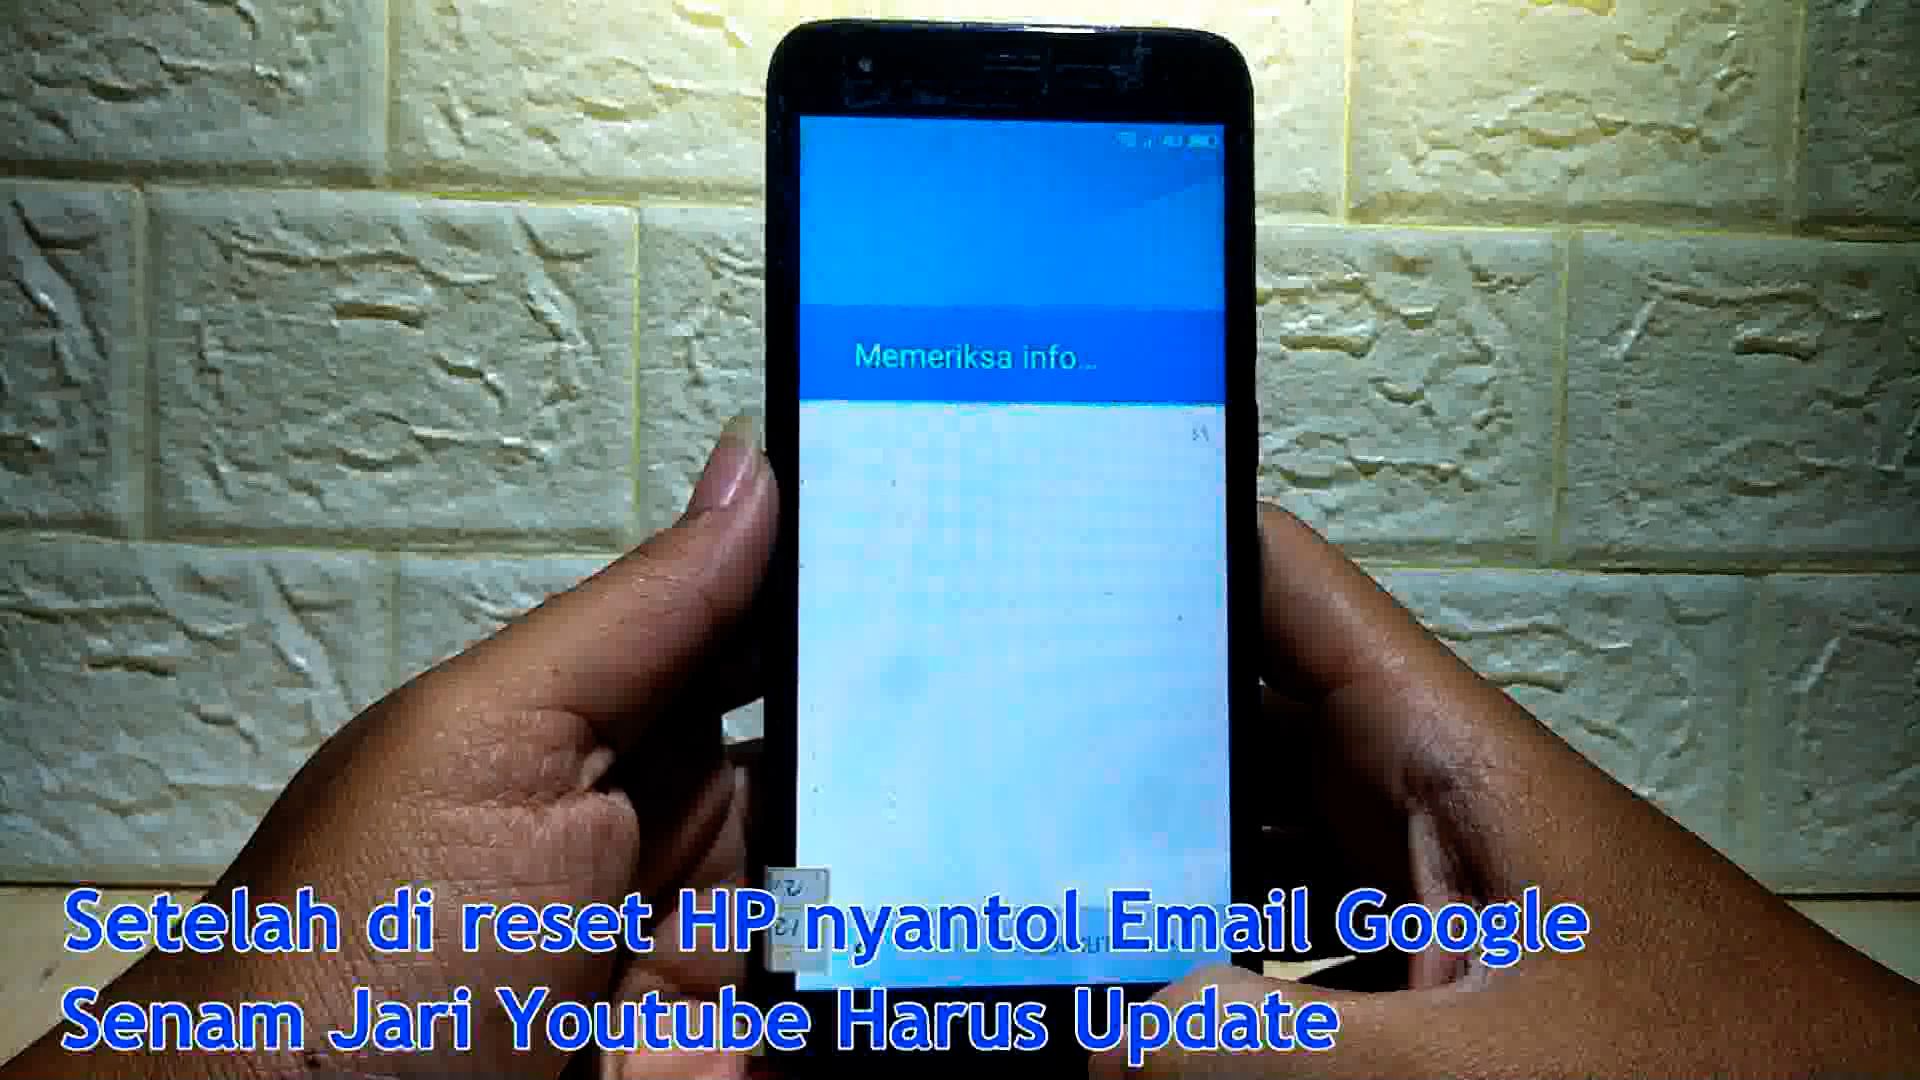 Memeriksa info...
Setelah di reset HP nyantol Email Google
Senam Jari Youtube Harus Update